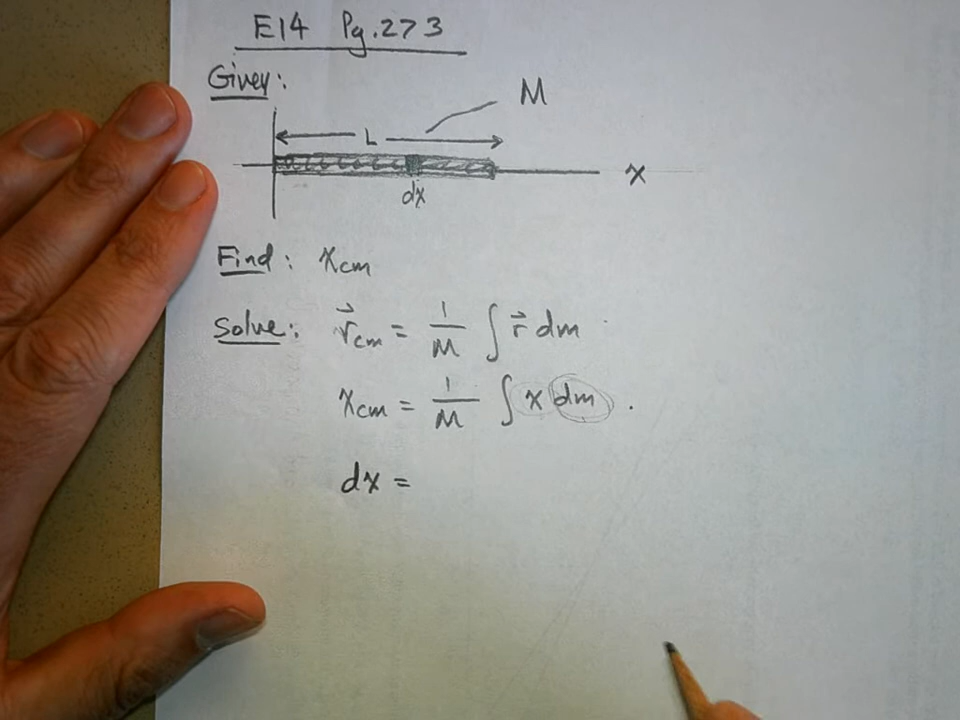 E14 Pg.273
Given:
M
L
x
dx
Find: xcm
Solve: r⃗cm = 1/M ∫ r⃗ dm
xcm = 1/M ∫ x dm .
dx =